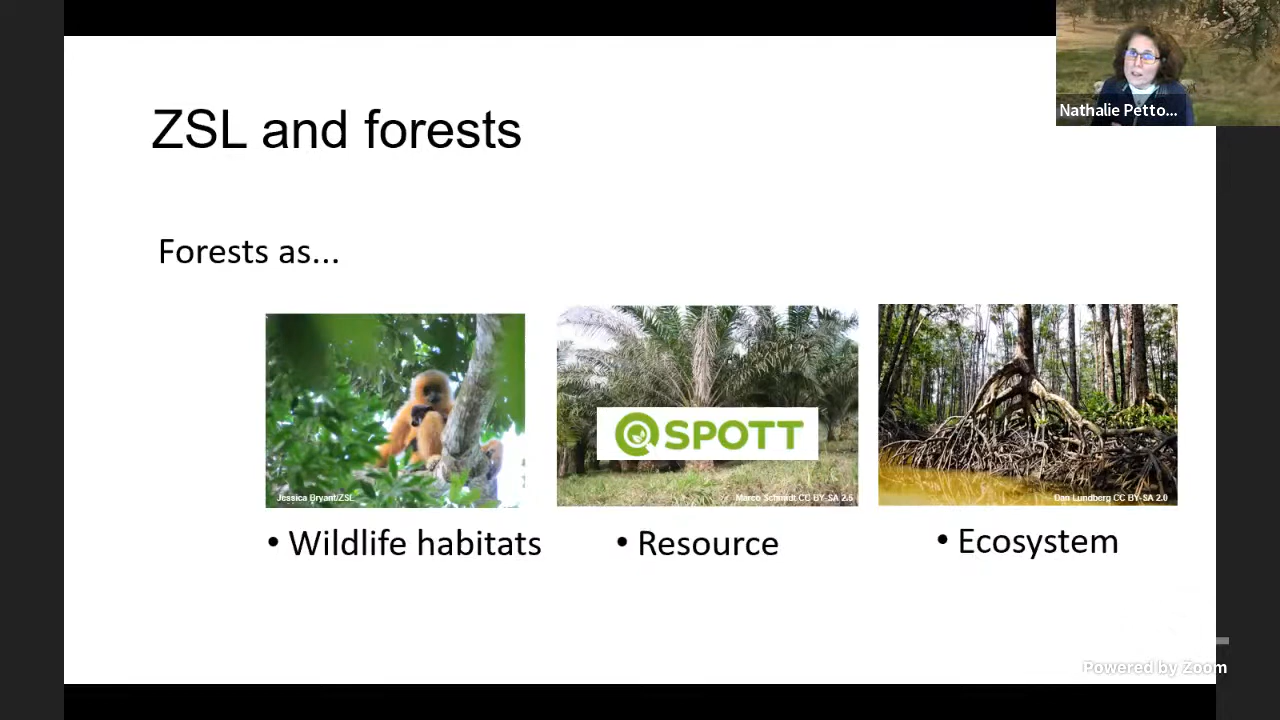 ZSL and forests
Nathalie Petto...
Forests as...
SPOTT
Jessica Bryant/ZSL
Marco Schmidt CC BY-SA 2.5
Dan Lundberg CC BY-SA 2.0
• Wildlife habitats
• Resource
• Ecosystem
Powered by Zoom